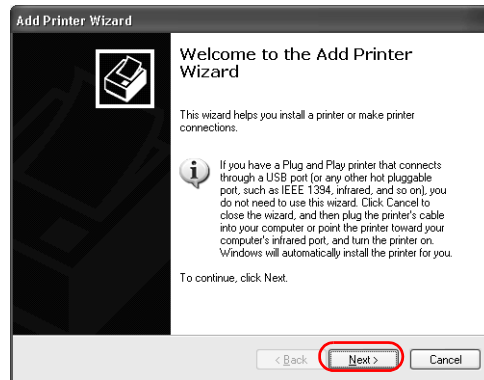 Add Printer Wizard
Welcome to the Add Printer
Wizard
This wizard helps you install a printer or make printer
connections.
If you have a Plug and Play printer that connects
through a USB port (or any other hot pluggable
port, such as IEEE 1394, infrared, and so on), you
do not need to use this wizard. Click Cancel to
close the wizard, and then plug the printer's cable
into your computer or point the printer toward your
computer's infrared port, and turn the printer on.
Windows will automatically install the printer for you.
To continue, click Next.
< Back
Next >
Cancel